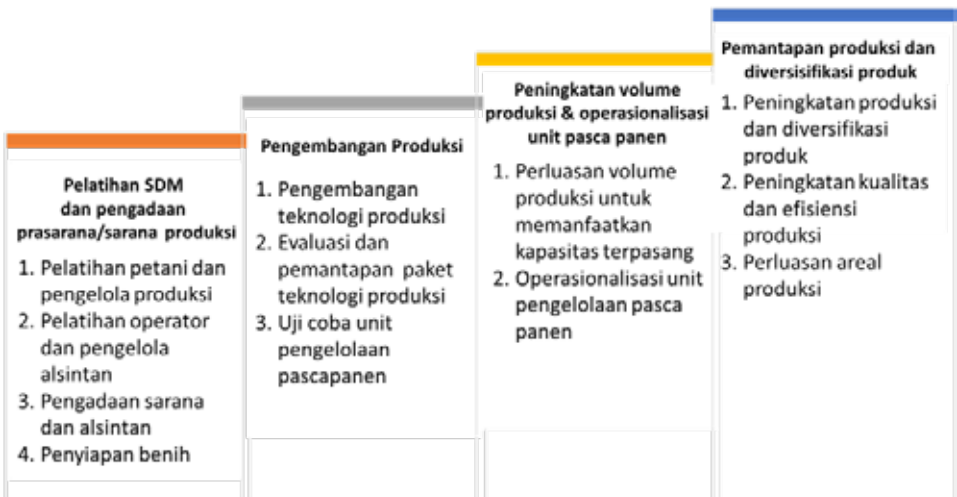 Pelatihan SDM
dan pengadaan
prasarana/sarana produksi
1. Pelatihan petani dan
pengelola produksi
2. Pelatihan operator
dan pengelola
alsintan
3. Pengadaan sarana
dan alsintan
4. Penyiapan benih
Pengembangan Produksi
1. Pengembangan
teknologi produksi
2. Evaluasi dan
pemantapan paket
teknologi produksi
3. Uji coba unit
pengelolaan
pascapanen
Peningkatan volume
produksi & operasionalisasi
unit pasca panen
1. Perluasan volume
produksi untuk
memanfaatkan
kapasitas terpasang
2. Operasionalisasi unit
pengelolaan pasca
panen
Pemantapan produksi dan
diversisifikasi produk
1. Peningkatan produksi
dan diversifikasi
produk
2. Peningkatan kualitas
dan efisiensi
produksi
3. Perluasan areal
produksi